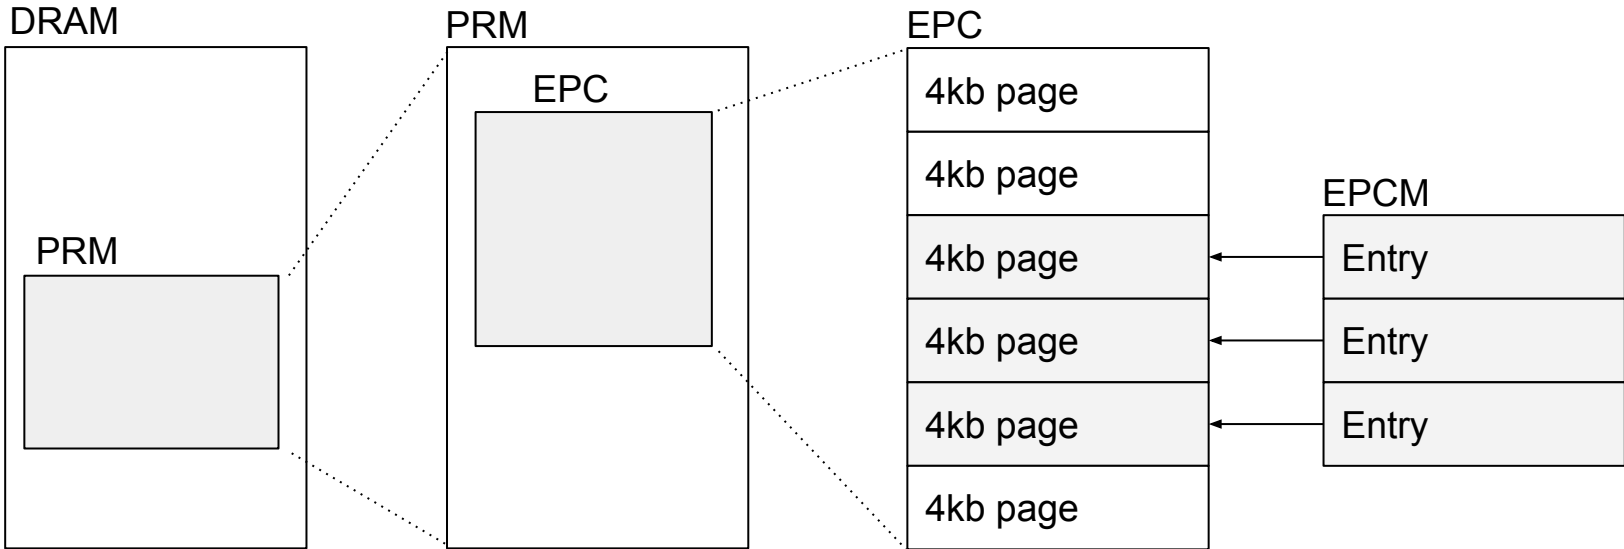 DRAM
PRM
PRM
EPC
EPC
4kb page
4kb page
4kb page
4kb page
4kb page
4kb page
EPCM
Entry
Entry
Entry